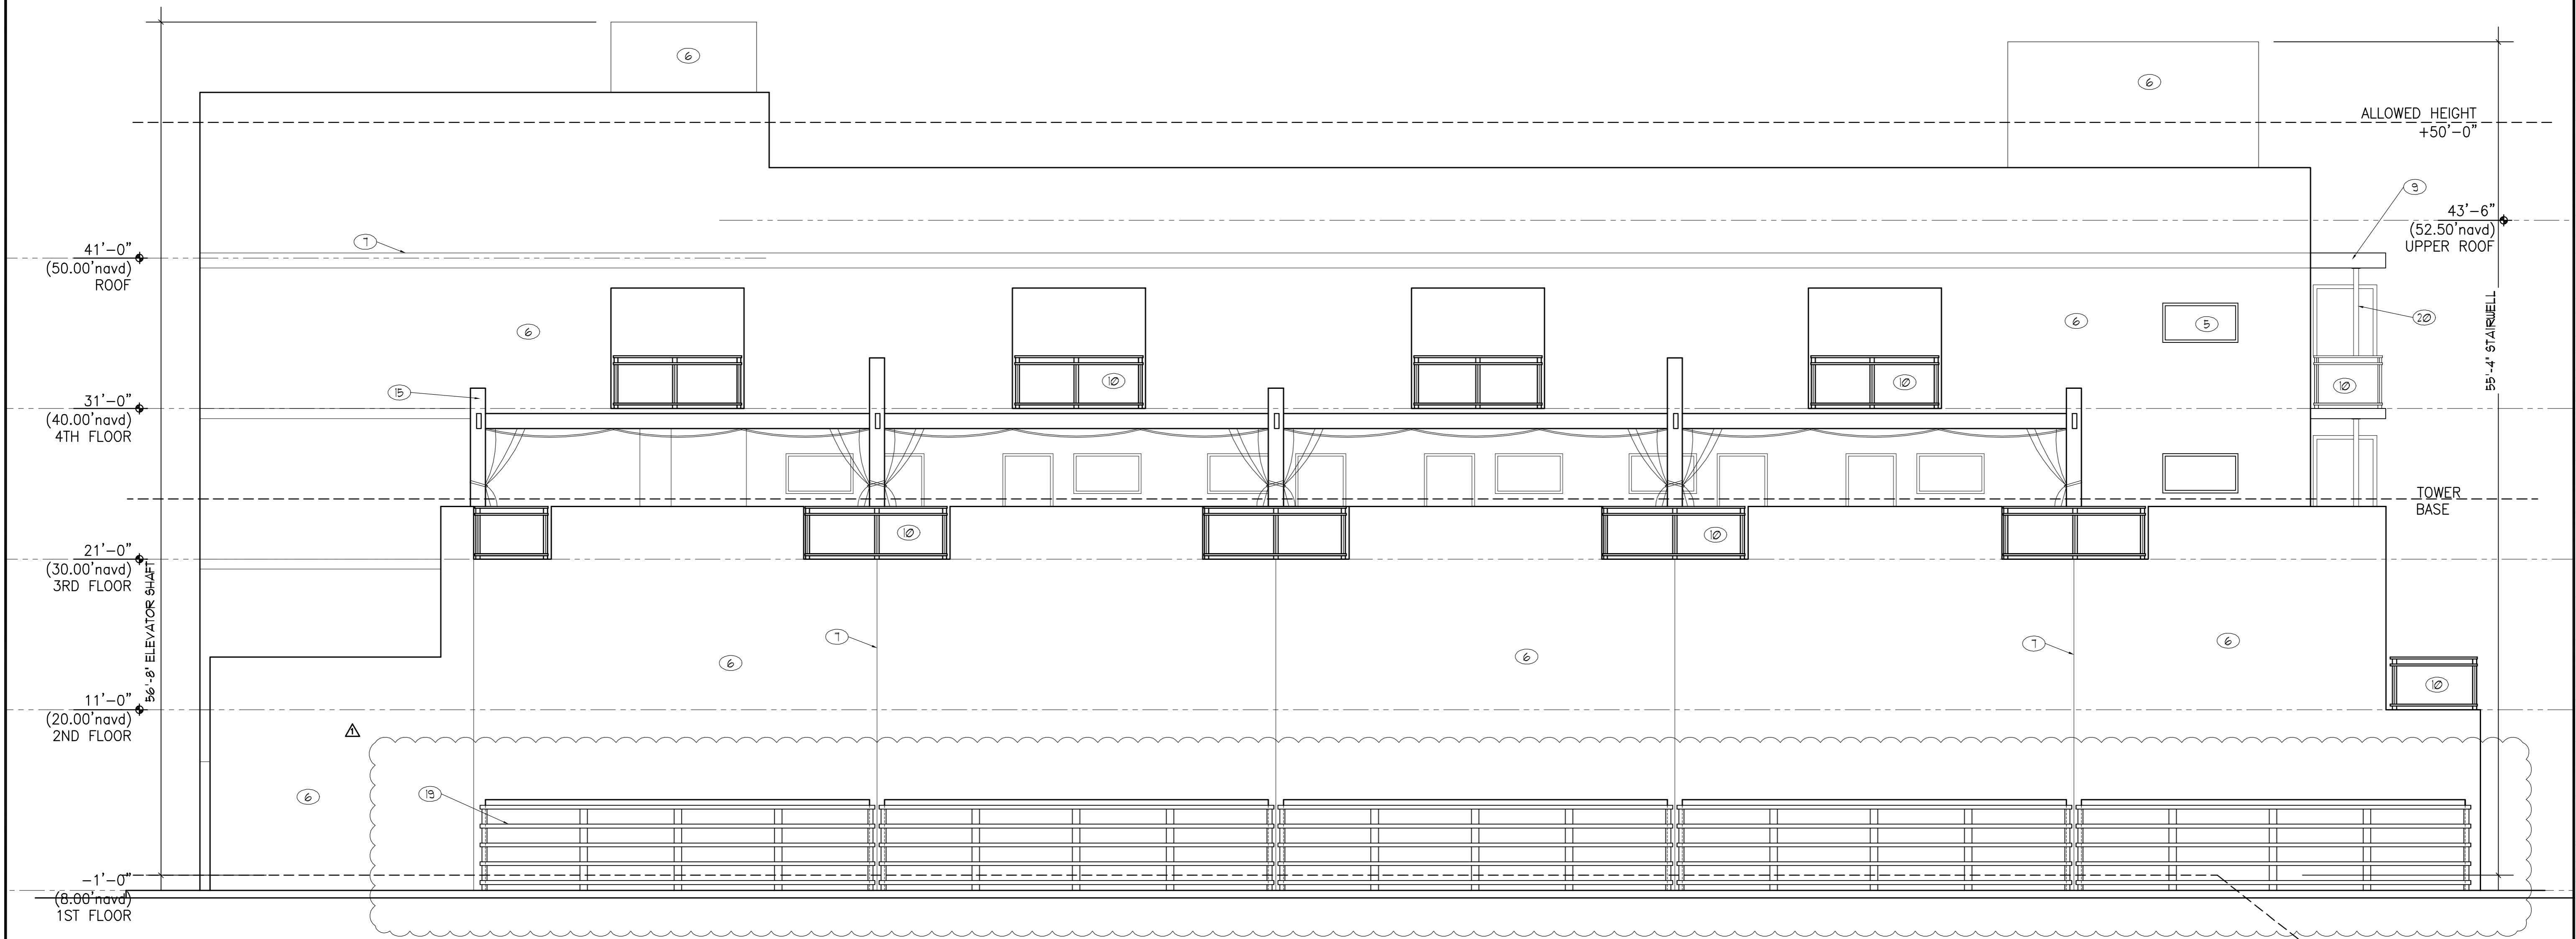 6
6
ALLOWED HEIGHT
+50'-0"
9
43'-6"
(52.50'navd)
UPPER ROOF
7
41'-0"
(50.00'navd)
ROOF
6
6
5
20
55'-4" STAIRWELL
15
10
10
10
31'-0"
(40.00'navd)
4TH FLOOR
TOWER
BASE
10
10
21'-0"
(30.00'navd)
3RD FLOOR
56'-8' ELEVATOR SHAFT
7
7
6
6
6
10
11'-0"
(20.00'navd)
2ND FLOOR
1
6
19
-1'-0"
(8.00'navd)
1ST FLOOR